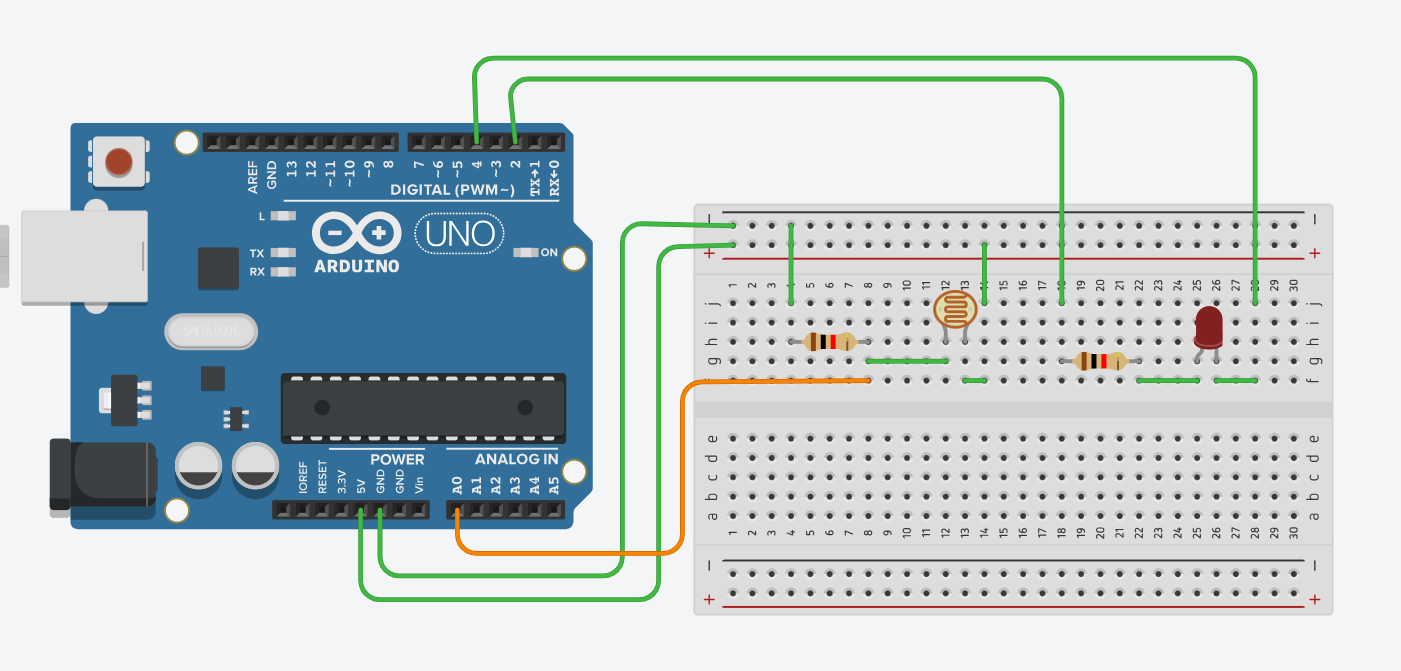 AREF GND 13 12 ~11 ~10 ~9 8 7 ~6 ~5 4 ~3 2 TX→1 RX←0
DIGITAL (PWM~)
L
TX
RX
UNO
ARDUINO
ON
SPK16.000G
POWER
ANALOG IN
IOREF RESET 3.3V 5V GND GND Vin A0 A1 A2 A3 A4 A5
− −
+ +
1 2 3 4 5 6 7 8 9 10 11 12 13 14 15 16 17 18 19 20 21 22 23 24 25 26 27 28 29 30
j j
i i
h h
g g
f f
e e
d d
c c
b b
a a
1 2 3 4 5 6 7 8 9 10 11 12 13 14 15 16 17 18 19 20 21 22 23 24 25 26 27 28 29 30
− −
+ +